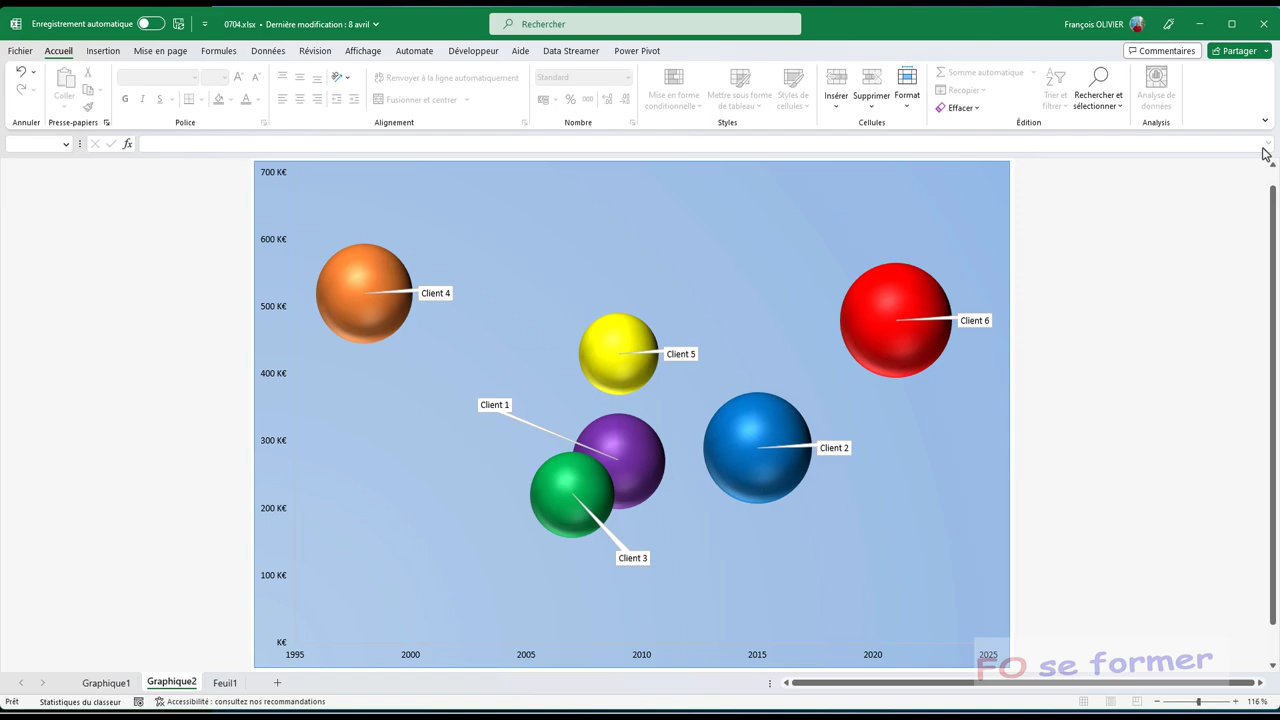 Enregistrement automatique
0704.xlsx • Dernière modification : 8 avril
Rechercher
François OLIVIER
Fichier Accueil Insertion Mise en page Formules Données Révision Affichage Automate Développeur Aide Data Streamer Power Pivot
Commentaires
Partager
Coller
G I S
Renvoyer à la ligne automatiquement
Fusionner et centrer
Standard
Mise en forme conditionnelle
Mettre sous forme de tableau
Styles de cellules
Insérer
Supprimer
Format
Somme automatique
Recopier
Effacer
Trier et filtrer
Rechercher et sélectionner
Analyse de données
Annuler Presse-papiers Police Alignement Nombre Styles Cellules Édition Analyse
fx
700 K€
600 K€
500 K€
400 K€
300 K€
200 K€
100 K€
K€
Client 4
Client 6
Client 5
Client 1
Client 2
Client 3
1995 2000 2005 2010 2015 2020 2025
FO se former
Graphique1 Graphique2 Feuil1
Prêt Statistiques du classeur Accessibilité : consultez nos recommandations 116 %